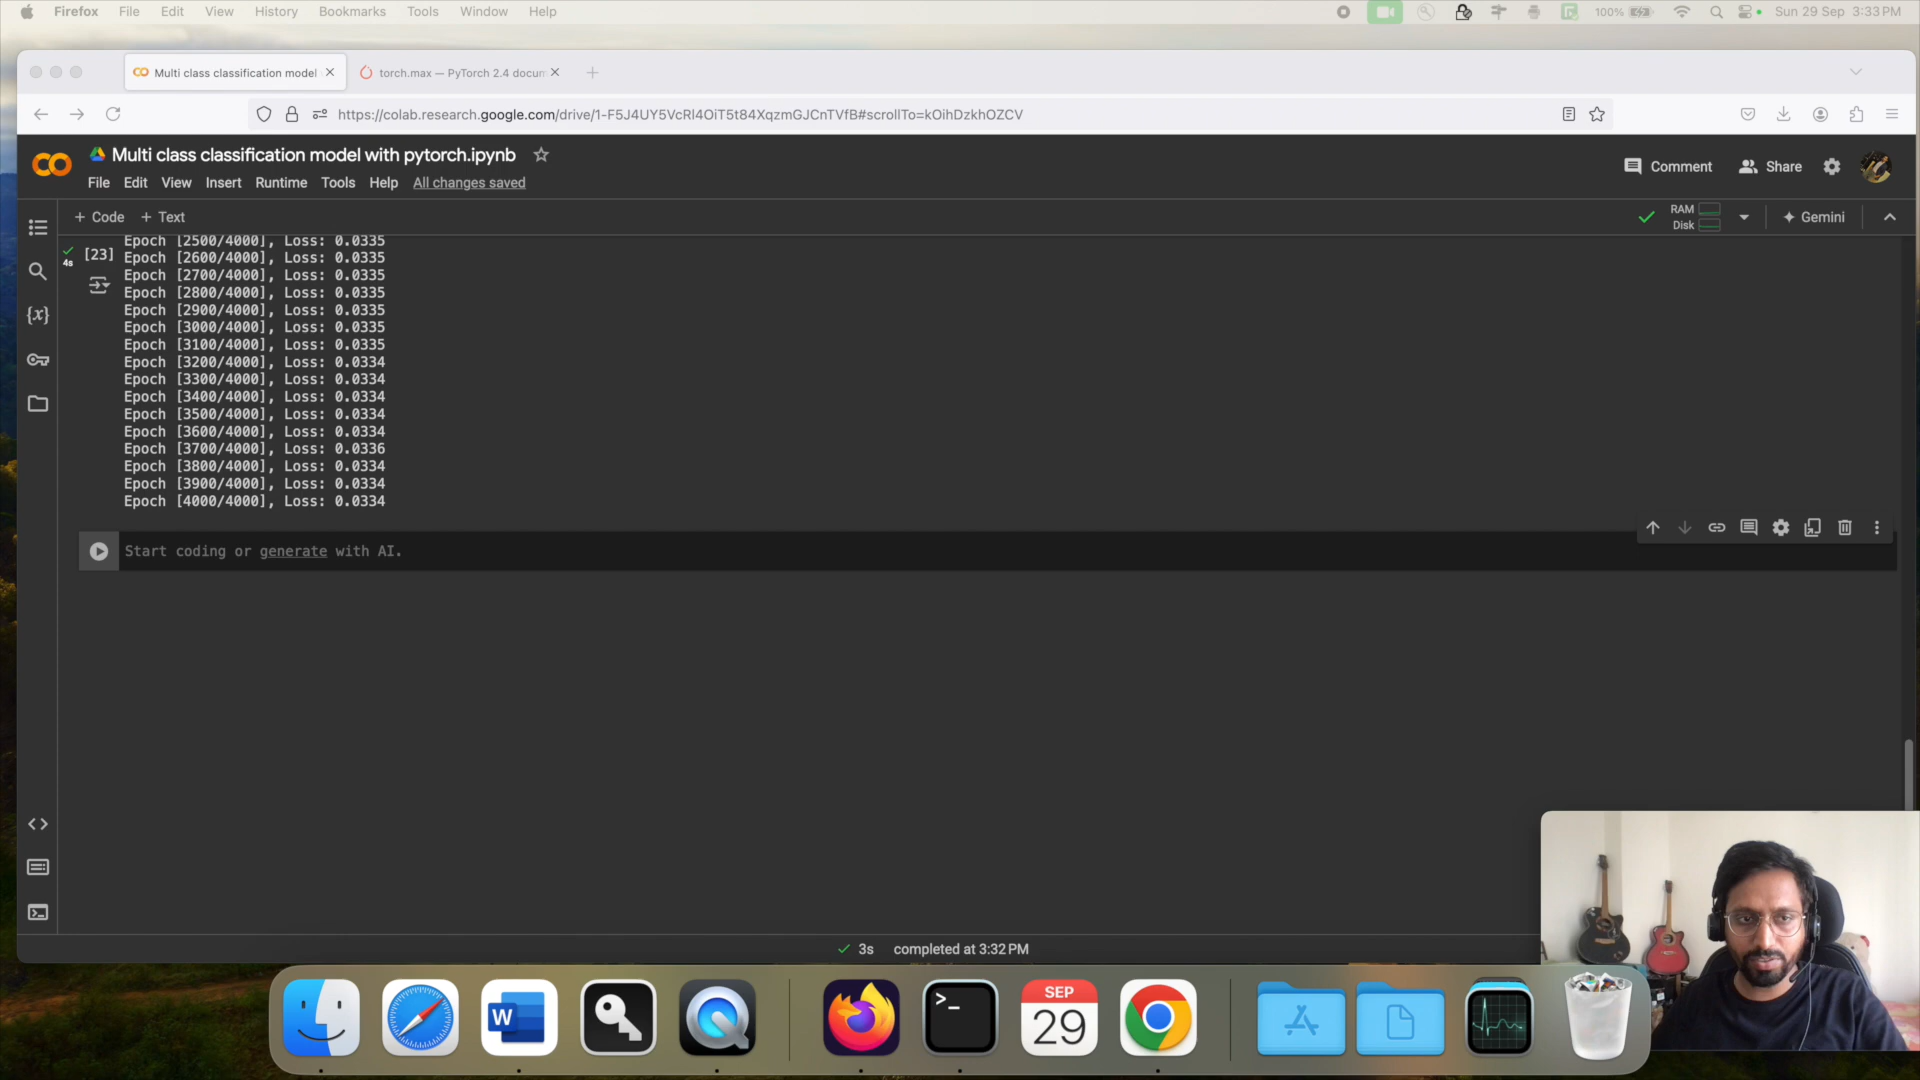 Firefox File Edit View History Bookmarks Tools Window Help
100% Sun 29 Sep 3:33 PM
Multi class classification model
torch.max — PyTorch 2.4 docun
https://colab.research.google.com/drive/1-F5J4UY5VcRl4OiT5t84XqzmGJCnTVfB#scrollTo=kOihDzkhOZCV
Multi class classification model with pytorch.ipynb
File Edit View Insert Runtime Tools Help All changes saved
Comment Share
+ Code + Text
RAM
Disk
Gemini
4s
[23]
Epoch [2500/4000], Loss: 0.0335
Epoch [2600/4000], Loss: 0.0335
Epoch [2700/4000], Loss: 0.0335
Epoch [2800/4000], Loss: 0.0335
Epoch [2900/4000], Loss: 0.0335
Epoch [3000/4000], Loss: 0.0335
Epoch [3100/4000], Loss: 0.0335
Epoch [3200/4000], Loss: 0.0334
Epoch [3300/4000], Loss: 0.0334
Epoch [3400/4000], Loss: 0.0334
Epoch [3500/4000], Loss: 0.0334
Epoch [3600/4000], Loss: 0.0334
Epoch [3700/4000], Loss: 0.0336
Epoch [3800/4000], Loss: 0.0334
Epoch [3900/4000], Loss: 0.0334
Epoch [4000/4000], Loss: 0.0334
Start coding or generate with AI.
3s completed at 3:32 PM
W
>_
SEP
29